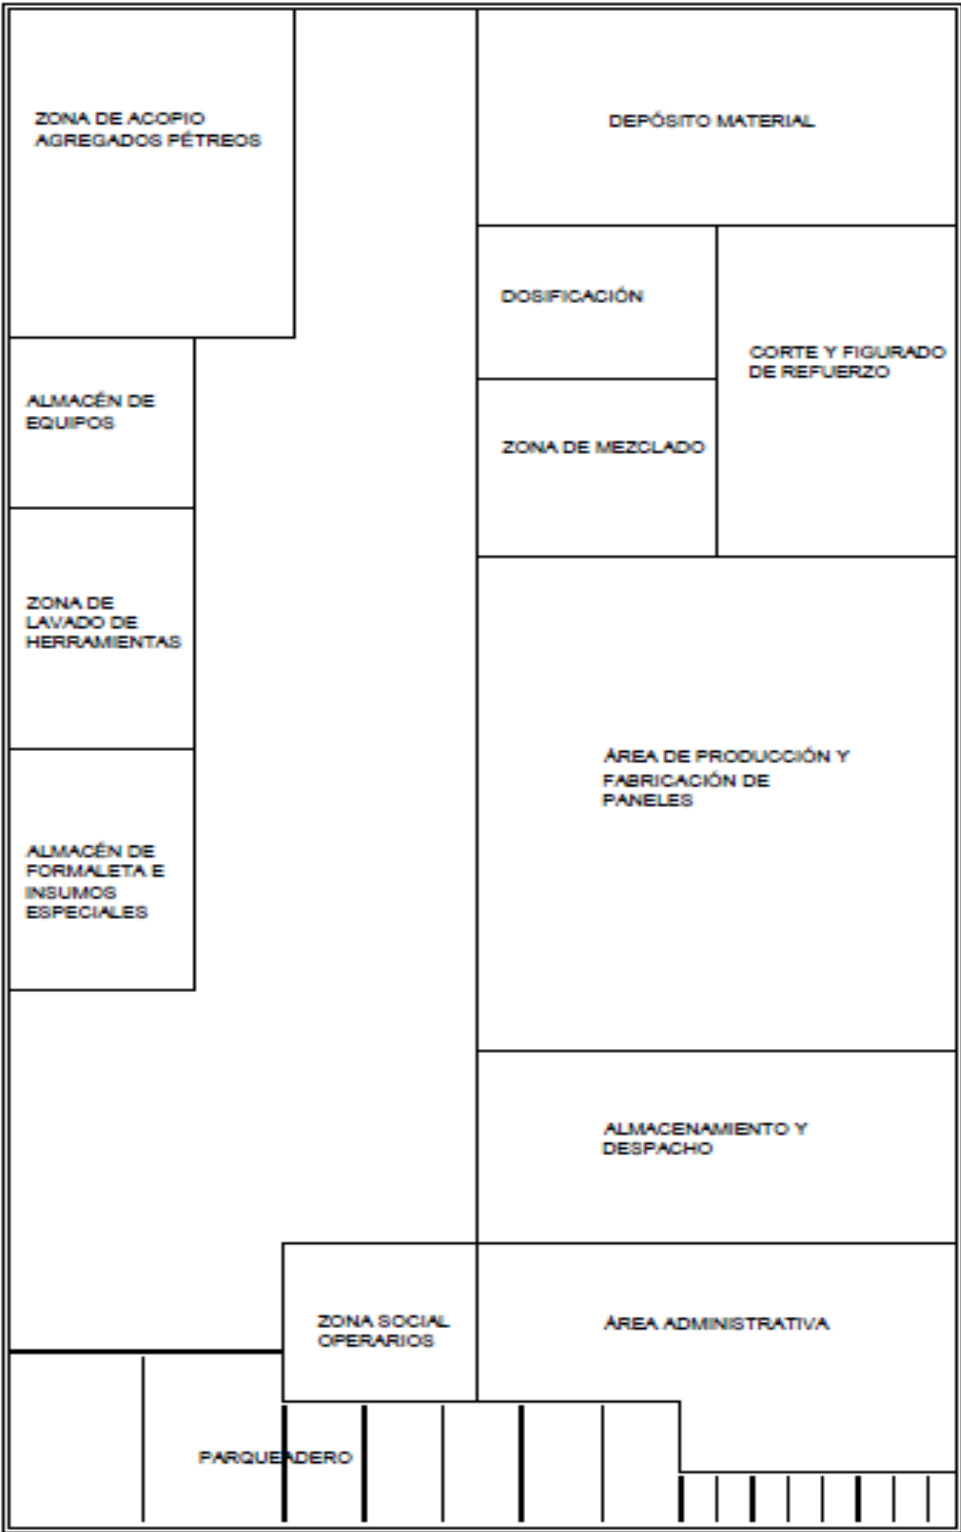 ZONA DE ACOPIO
AGREGADOS PÉTREOS
DEPÓSITO MATERIAL
DOSIFICACIÓN
CORTE Y FIGURADO
DE REFUERZO
ALMACÉN DE
EQUIPOS
ZONA DE MEZCLADO
ZONA DE
LAVADO DE
HERRAMIENTAS
ÁREA DE PRODUCCIÓN Y
FABRICACIÓN DE
PANELES
ALMACÉN DE
FORMALETA E
INSUMOS
ESPECIALES
ALMACENAMIENTO Y
DESPACHO
ZONA SOCIAL
OPERARIOS
ÁREA ADMINISTRATIVA
PARQUEADERO